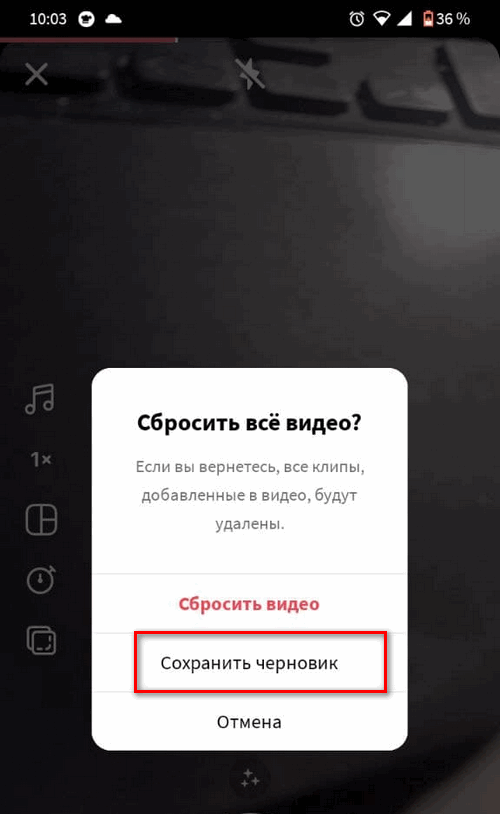 10:03
36 %
Сбросить всё видео?
Если вы вернетесь, все клипы,
добавленные в видео, будут
удалены.
1×
Сбросить видео
Сохранить черновик
Отмена